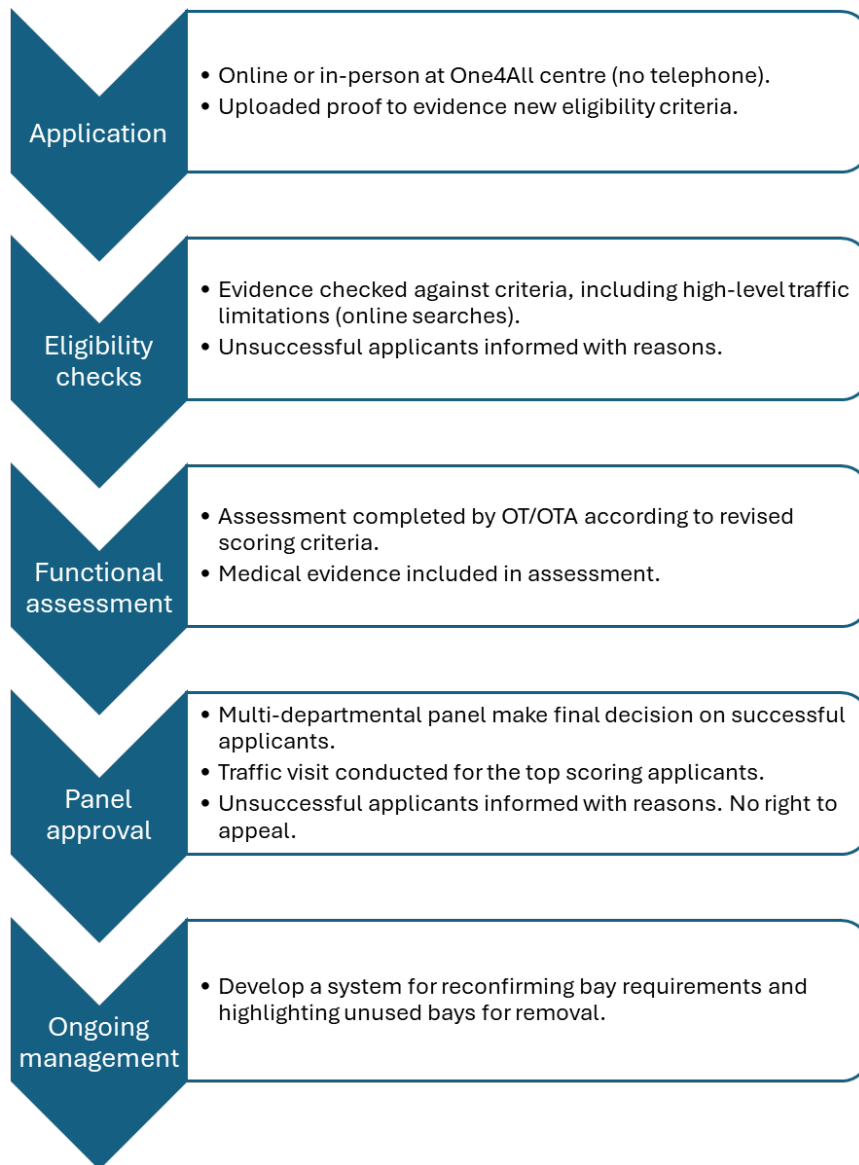 Application
• Online or in-person at One4All centre (no telephone).
• Uploaded proof to evidence new eligibility criteria.
Eligibility
checks
• Evidence checked against criteria, including high-level traffic
limitations (online searches).
• Unsuccessful applicants informed with reasons.
Functional
assessment
• Assessment completed by OT/OTA according to revised
scoring criteria.
• Medical evidence included in assessment.
Panel
approval
• Multi-departmental panel make final decision on successful
applicants.
• Traffic visit conducted for the top scoring applicants.
• Unsuccessful applicants informed with reasons. No right to
appeal.
Ongoing
management
• Develop a system for reconfirming bay requirements and
highlighting unused bays for removal.